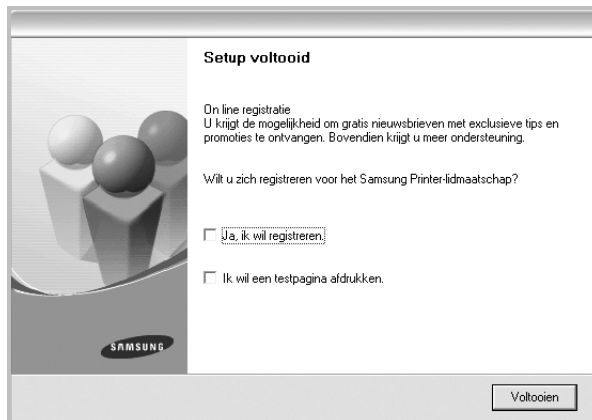 Setup voltooid
On line registratie
U krijgt de mogelijkheid om gratis nieuwsbrieven met exclusieve tips en
promoties te ontvangen. Bovendien krijgt u meer ondersteuning.
Wilt u zich registreren voor het Samsung Printer-lidmaatschap?
Ja, ik wil registreren.
Ik wil een testpagina afdrukken.
SAMSUNG
Voltooien